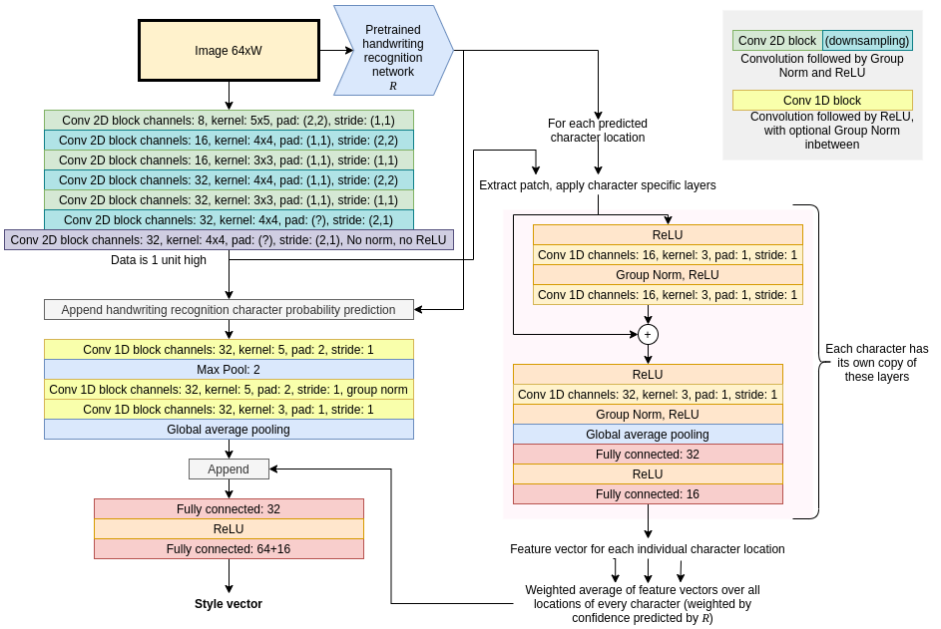 Image 64xW
Pretrained
handwriting
recognition
network
R
Conv 2D block
(downsampling)
Convolution followed by Group
Norm and ReLU
Conv 1D block
Convolution followed by ReLU,
with optional Group Norm
inbetween
Conv 2D block channels: 8, kernel: 5x5, pad: (2,2), stride: (1,1)
Conv 2D block channels: 16, kernel: 4x4, pad: (1,1), stride: (2,2)
Conv 2D block channels: 16, kernel: 3x3, pad: (1,1), stride: (1,1)
Conv 2D block channels: 32, kernel: 4x4, pad: (1,1), stride: (2,2)
Conv 2D block channels: 32, kernel: 3x3, pad: (1,1), stride: (1,1)
Conv 2D block channels: 32, kernel: 4x4, pad: (?), stride: (2,1)
Conv 2D block channels: 32, kernel: 4x4, pad: (?), stride: (2,1), No norm, no ReLU
Data is 1 unit high
Append handwriting recognition character probability prediction
Conv 1D block channels: 32, kernel: 5, pad: 2, stride: 1
Max Pool: 2
Conv 1D block channels: 32, kernel: 5, pad: 2, stride: 1, group norm
Conv 1D block channels: 32, kernel: 3, pad: 1, stride: 1
Global average pooling
Append
Fully connected: 32
ReLU
Fully connected: 64+16
Style vector
For each predicted
character location
Extract patch, apply character specific layers
ReLU
Conv 1D channels: 16, kernel: 3, pad: 1, stride: 1
Group Norm, ReLU
Conv 1D channels: 16, kernel: 3, pad: 1, stride: 1
+
ReLU
Conv 1D channels: 32, kernel: 3, pad: 1, stride: 1
Group Norm, ReLU
Global average pooling
Fully connected: 32
ReLU
Fully connected: 16
Each character has
its own copy of
these layers
Feature vector for each individual character location
Weighted average of feature vectors over all
locations of every character (weighted by
confidence predicted by R)